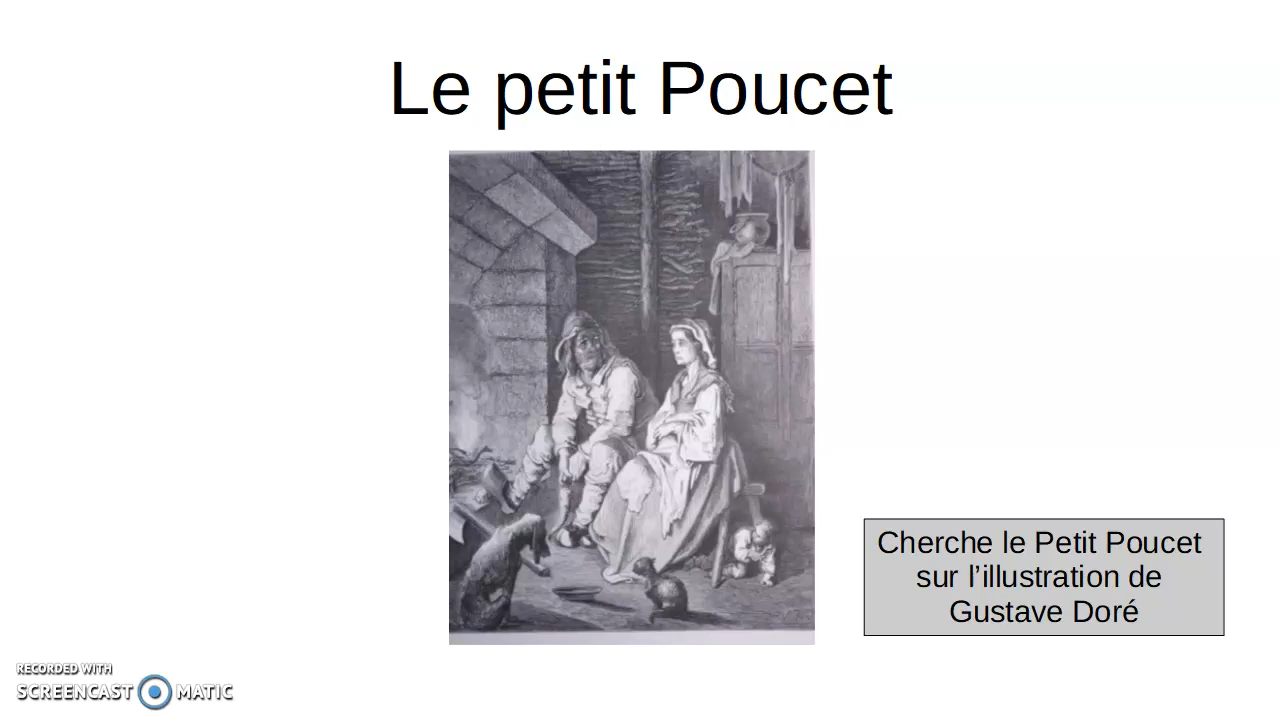 Le petit Poucet
Cherche le Petit Poucet
sur l’illustration de
Gustave Doré
RECORDED WITH
SCREENCAST MATIC